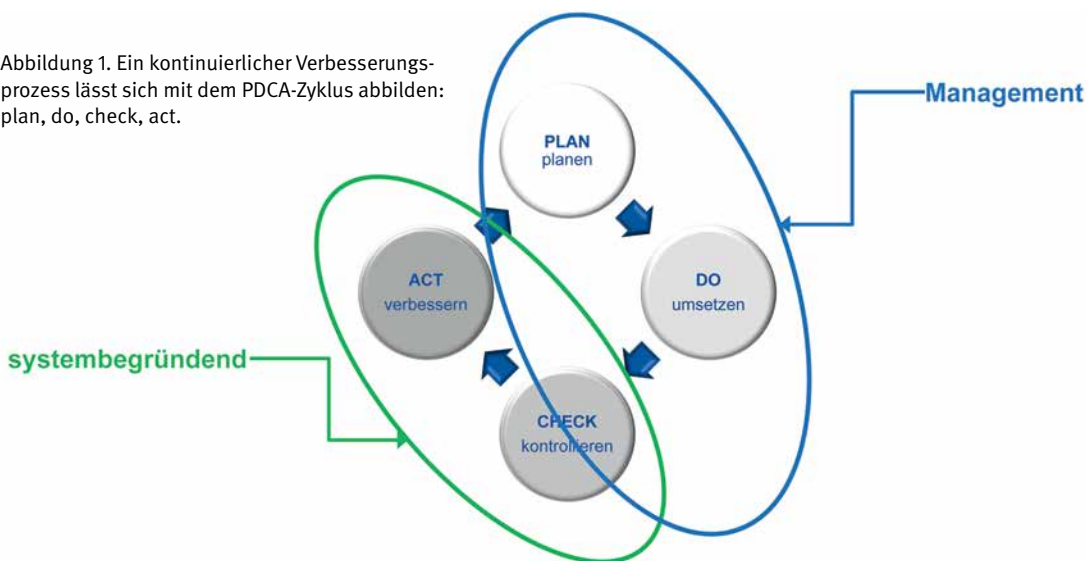 Abbildung 1. Ein kontinuierlicher Verbesserungs-
prozess lässt sich mit dem PDCA-Zyklus abbilden:
plan, do, check, act.
Management
PLAN
planen
ACT
verbessern
DO
umsetzen
systembegründend
CHECK
kontrollieren